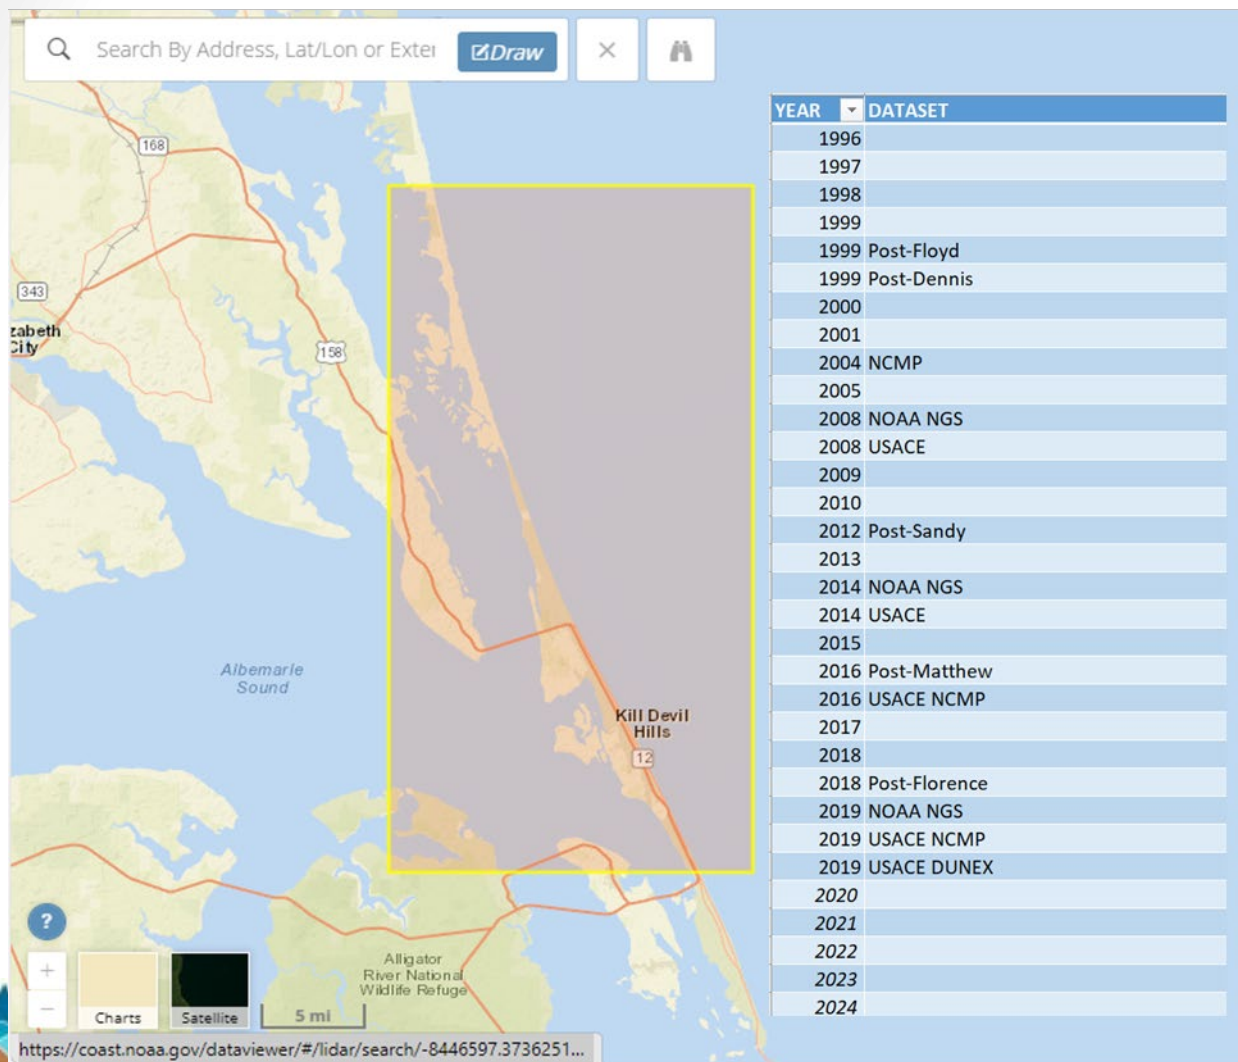 Search By Address, Lat/Lon or Exter
Draw
168
343
zabeth
City
158
Albemarle
Sound
Kill Devil
Hills
12
Alligator
River National
Wildlife Refuge
?
+
−
Charts
Satellite
5 mi
https://coast.noaa.gov/dataviewer/#/lidar/search/-8446597.3736251...
YEAR DATASET
1996
1997
1998
1999
1999 Post-Floyd
1999 Post-Dennis
2000
2001
2004 NCMP
2005
2008 NOAA NGS
2008 USACE
2009
2010
2012 Post-Sandy
2013
2014 NOAA NGS
2014 USACE
2015
2016 Post-Matthew
2016 USACE NCMP
2017
2018
2018 Post-Florence
2019 NOAA NGS
2019 USACE NCMP
2019 USACE DUNEX
2020
2021
2022
2023
2024